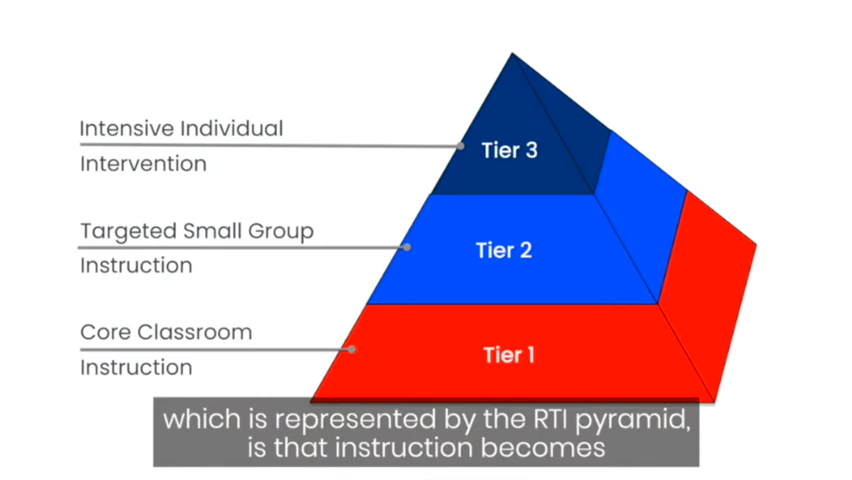 Intensive Individual
Intervention
Tier 3
Targeted Small Group
Instruction
Tier 2
Core Classroom
Instruction
Tier 1
which is represented by the RTI pyramid,
is that instruction becomes